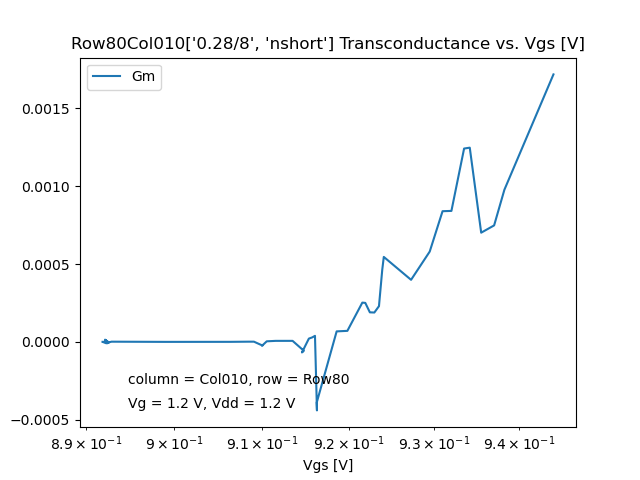 Row80Col010['0.28/8', 'nshort'] Transconductance vs. Vgs [V]
Gm
0.0015
0.0010
0.0005
0.0000
−0.0005
column = Col010, row = Row80
Vg = 1.2 V, Vdd = 1.2 V
8.9 × 10⁻¹ 9 × 10⁻¹ 9.1 × 10⁻¹ 9.2 × 10⁻¹ 9.3 × 10⁻¹ 9.4 × 10⁻¹
Vgs [V]